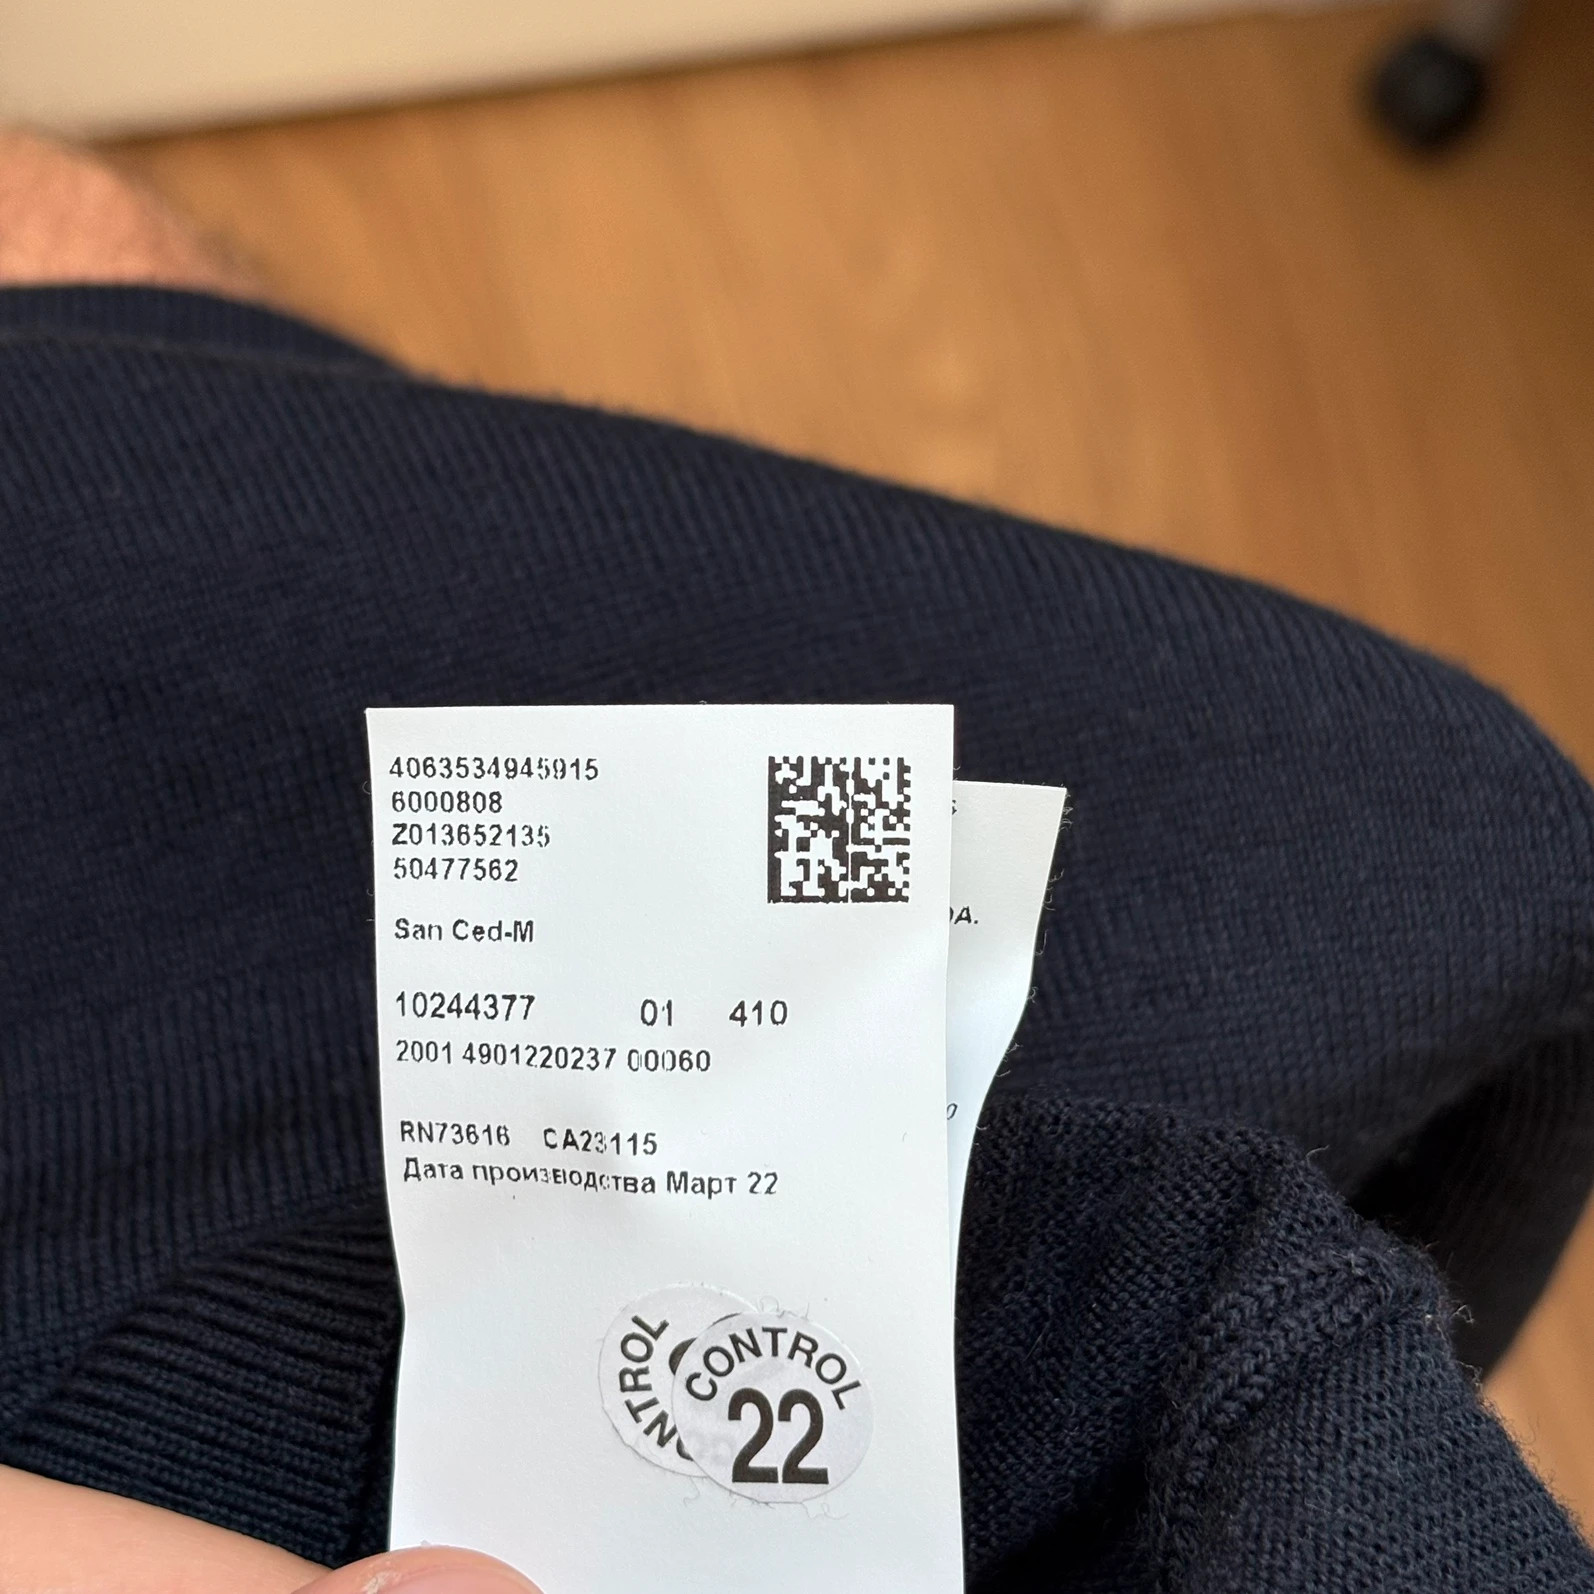 4063534945915
6000808
Z013652135
50477562
San Ced-M
10244377 01 410
2001 4901220237 00060
RN73616 CA23115
Дата производства Март 22
CONTROL
22